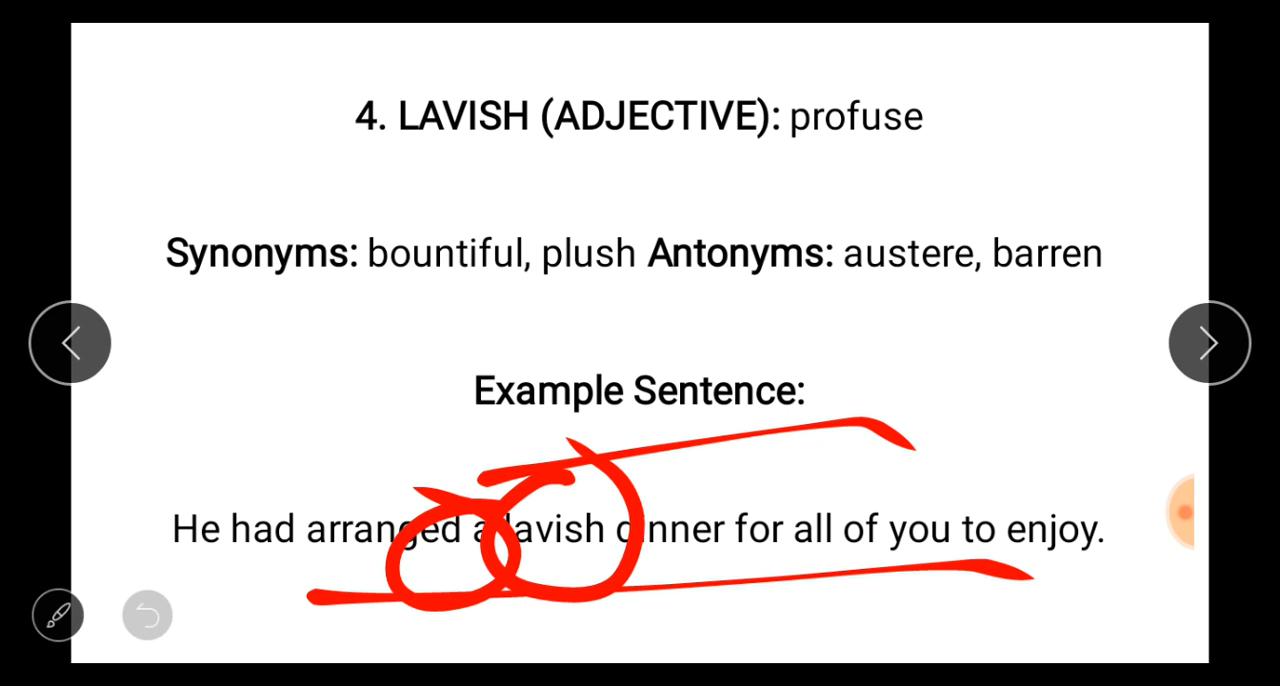 4. LAVISH (ADJECTIVE): profuse
Synonyms: bountiful, plush Antonyms: austere, barren
Example Sentence:
He had arranged a lavish dinner for all of you to enjoy.